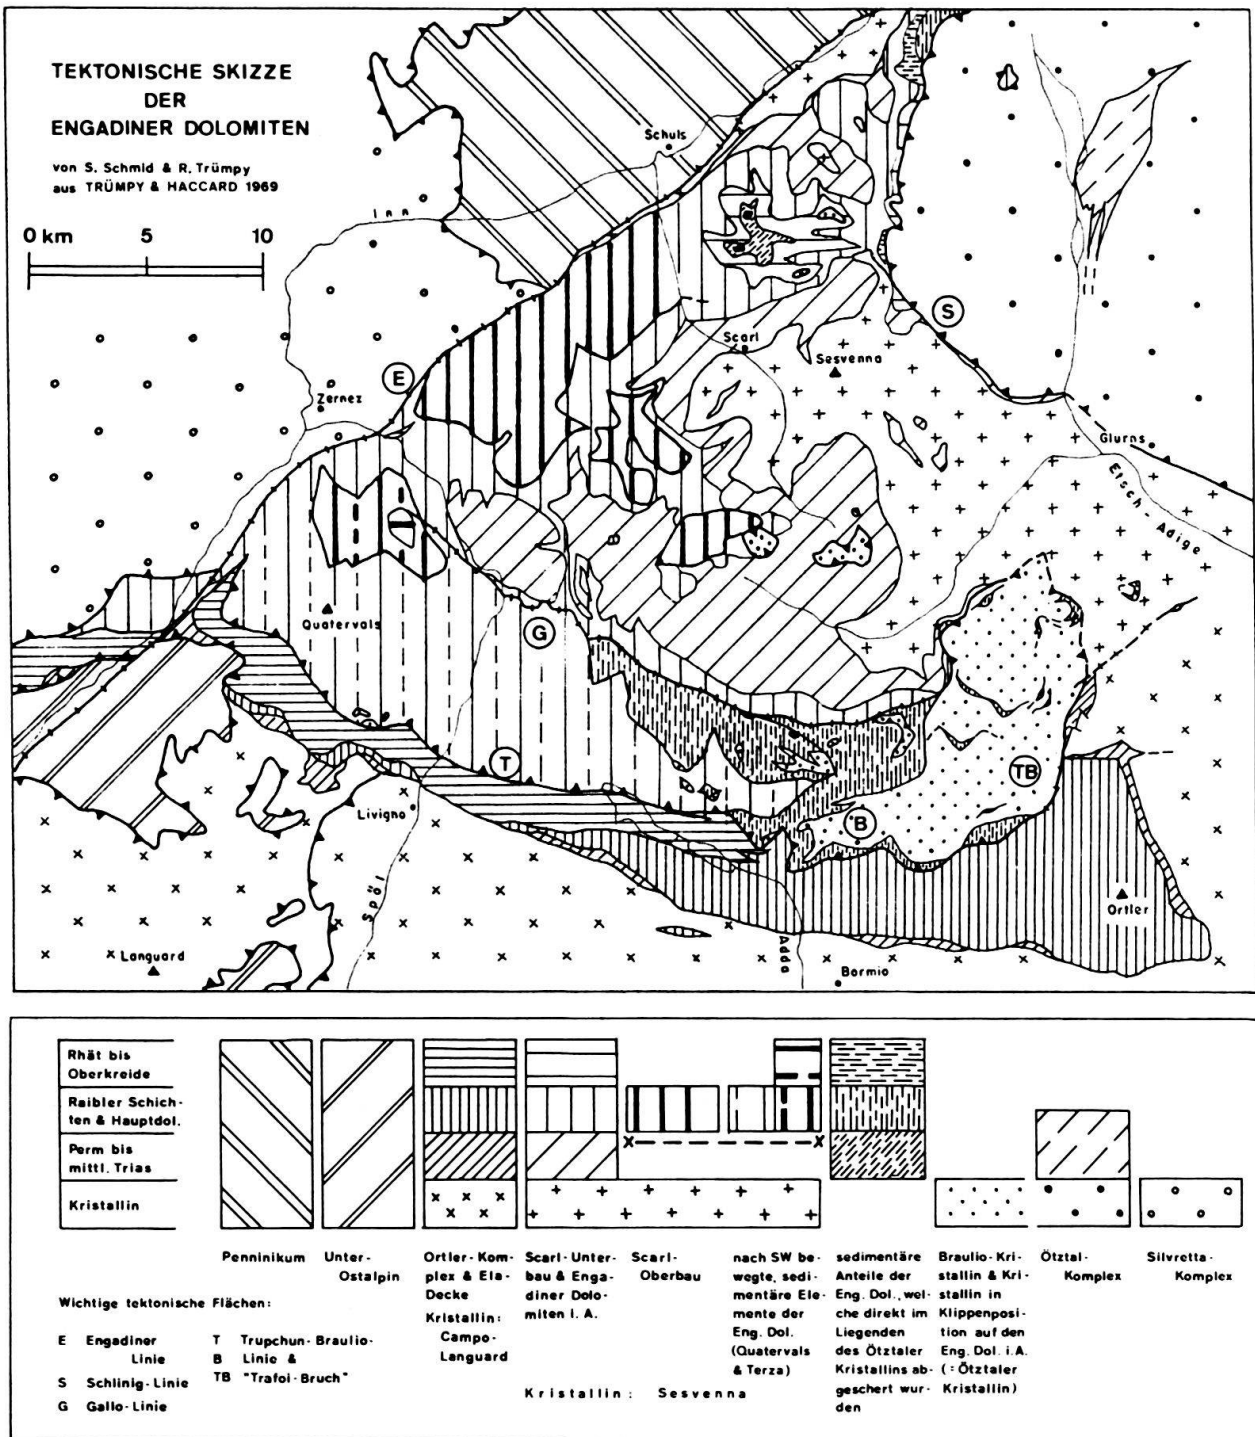 TEKTONISCHE SKIZZE
DER
ENGADINER DOLOMITEN
von S. Schmid & R. Trümpy
aus TRÜMPY & HACCARD 1969
0 km 5 10
Schuls
Inn
S
Scarl
Sesvenna
E
Zernez
Glurns
Etsch-Adige
Quatervals
G
T
TB
Livigno
B
Spöl
Ortler
Languard
Adda
Bormio
Rhät bis
Oberkreide
Raibler Schich-
ten & Hauptdol.
Perm bis
mittl. Trias
Kristallin
Penninikum
Unter-
Ostalpin
Ortler-Kom-
plex & Ela-
Decke
Kristallin:
Campo-
Languard
Scarl-Unter-
bau & Enga-
diner Dolo-
miten i. A.
Scarl-
Oberbau
nach SW be-
wegte, sedi-
mentäre Ele-
mente der
Eng. Dol.
(Quatervals
& Terza)
Kristallin: Sesvenna
sedimentäre
Anteile der
Eng. Dol., wel-
che direkt im
Liegenden
des Ötztaler
Kristallins ab-
geschert wur-
den
Braulio-Kri-
stallin & Kri-
stallin in
Klippenposi-
tion auf den
Eng. Dol. i.A.
(:Ötztaler
Kristallin)
Ötztal-
Komplex
Silvretta-
Komplex
Wichtige tektonische Flächen:
E Engadiner
Linie
S Schlinig-Linie
G Gallo-Linie
T Trupchun-Braulio-
B Linie &
TB "Trafoi-Bruch"